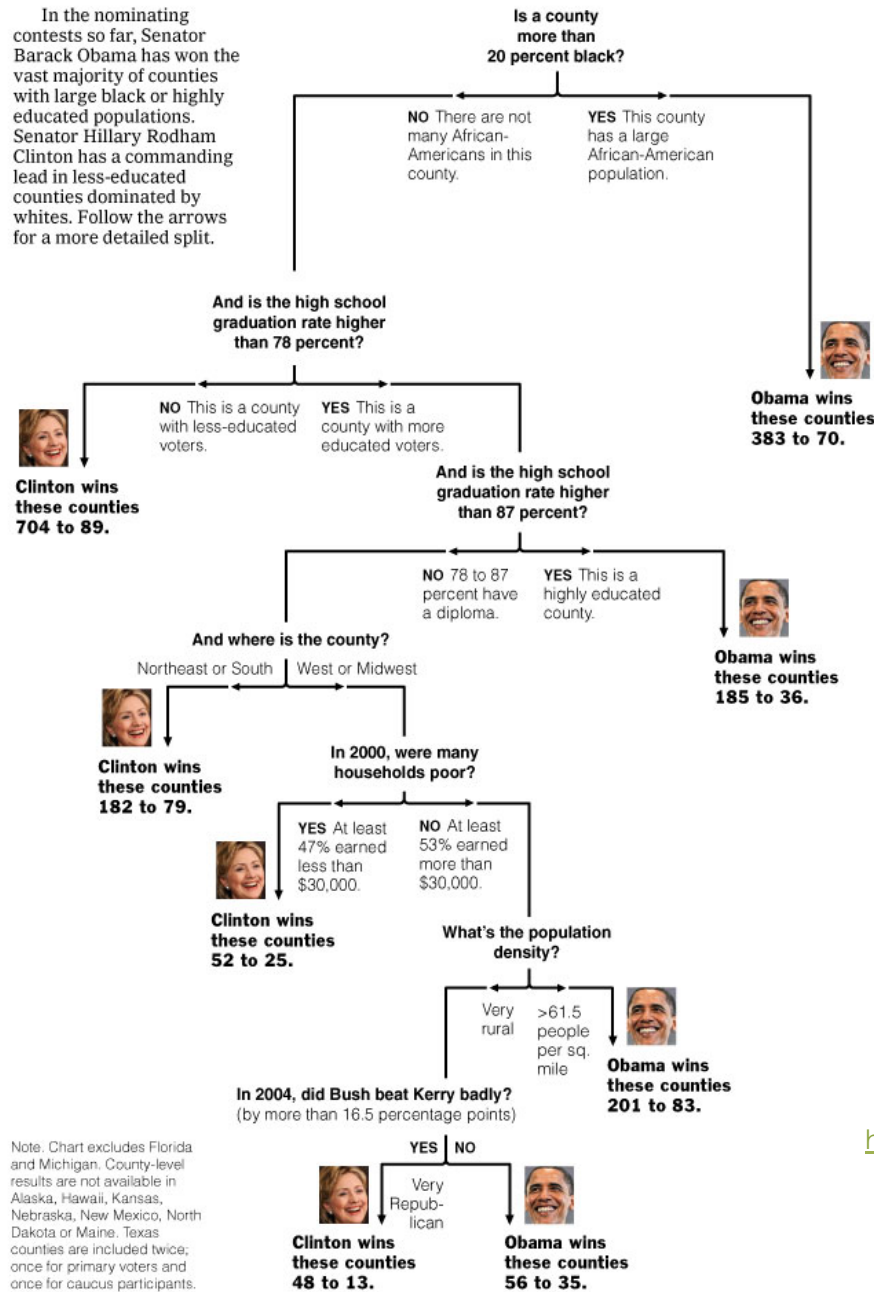 In the nominating
contests so far, Senator
Barack Obama has won the
vast majority of counties
with large black or highly
educated populations.
Senator Hillary Rodham
Clinton has a commanding
lead in less-educated
counties dominated by
whites. Follow the arrows
for a more detailed split.
Is a county
more than
20 percent black?
NO There are not
many African-
Americans in this
county.
YES This county
has a large
African-American
population.
And is the high school
graduation rate higher
than 78 percent?
Obama wins
these counties
383 to 70.
NO This is a county
with less-educated
voters.
YES This is a
county with more
educated voters.
Clinton wins
these counties
704 to 89.
And is the high school
graduation rate higher
than 87 percent?
NO 78 to 87
percent have
a diploma.
YES This is a
highly educated
county.
Obama wins
these counties
185 to 36.
And where is the county?
Northeast or South
West or Midwest
Clinton wins
these counties
182 to 79.
In 2000, were many
households poor?
YES At least
47% earned
less than
$30,000.
NO At least
53% earned
more than
$30,000.
Clinton wins
these counties
52 to 25.
What's the population
density?
Very
rural
>61.5
people
per sq.
mile
Obama wins
these counties
201 to 83.
In 2004, did Bush beat Kerry badly?
(by more than 16.5 percentage points)
YES
NO
Very
Repub-
lican
Clinton wins
these counties
48 to 13.
Obama wins
these counties
56 to 35.
Note. Chart excludes Florida
and Michigan. County-level
results are not available in
Alaska, Hawaii, Kansas,
Nebraska, New Mexico, North
Dakota or Maine. Texas
counties are included twice;
once for primary voters and
once for caucus participants.